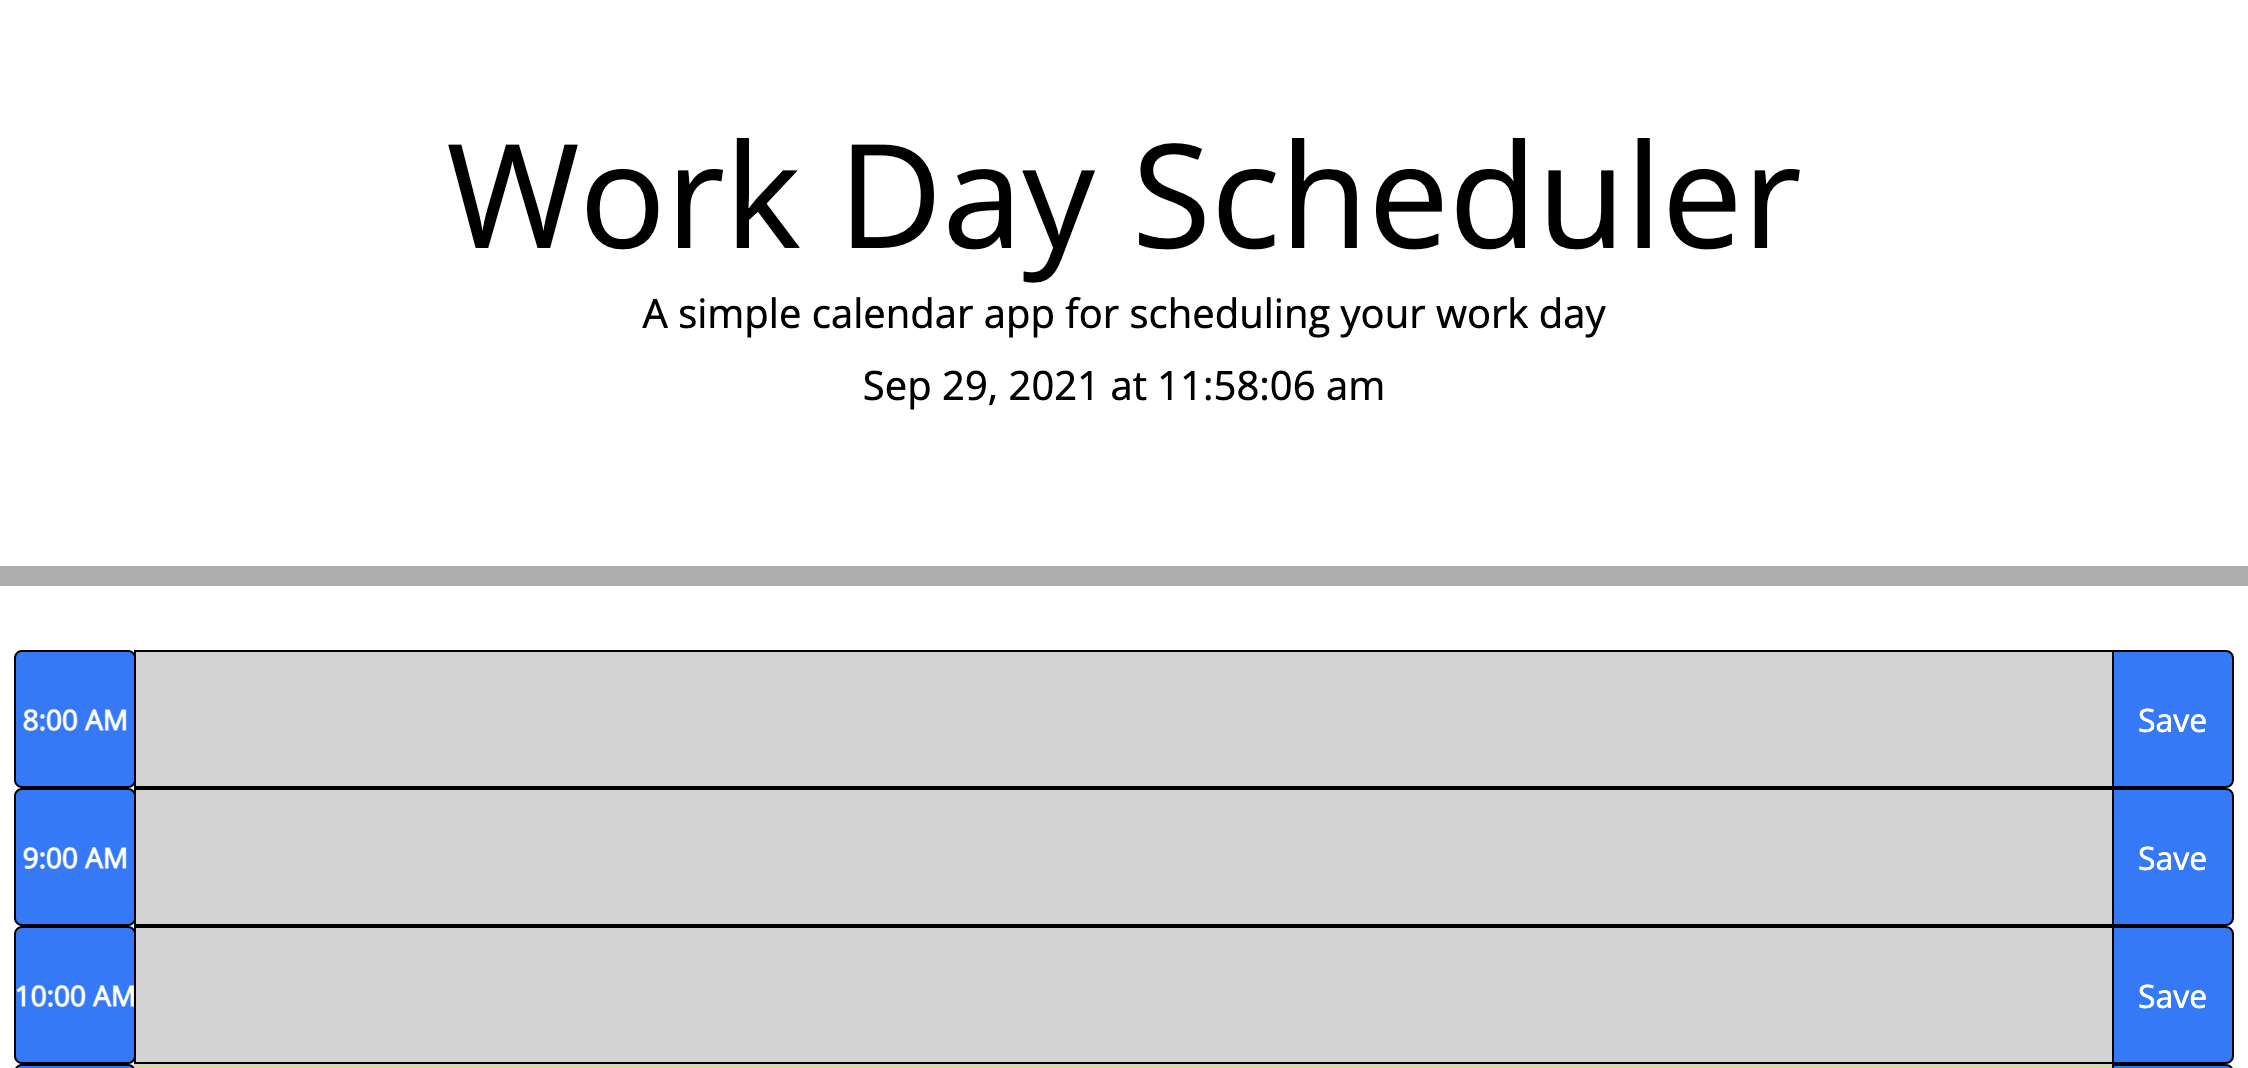 Work Day Scheduler
A simple calendar app for scheduling your work day
Sep 29, 2021 at 11:58:06 am
8:00 AM Save
9:00 AM Save
10:00 AM Save